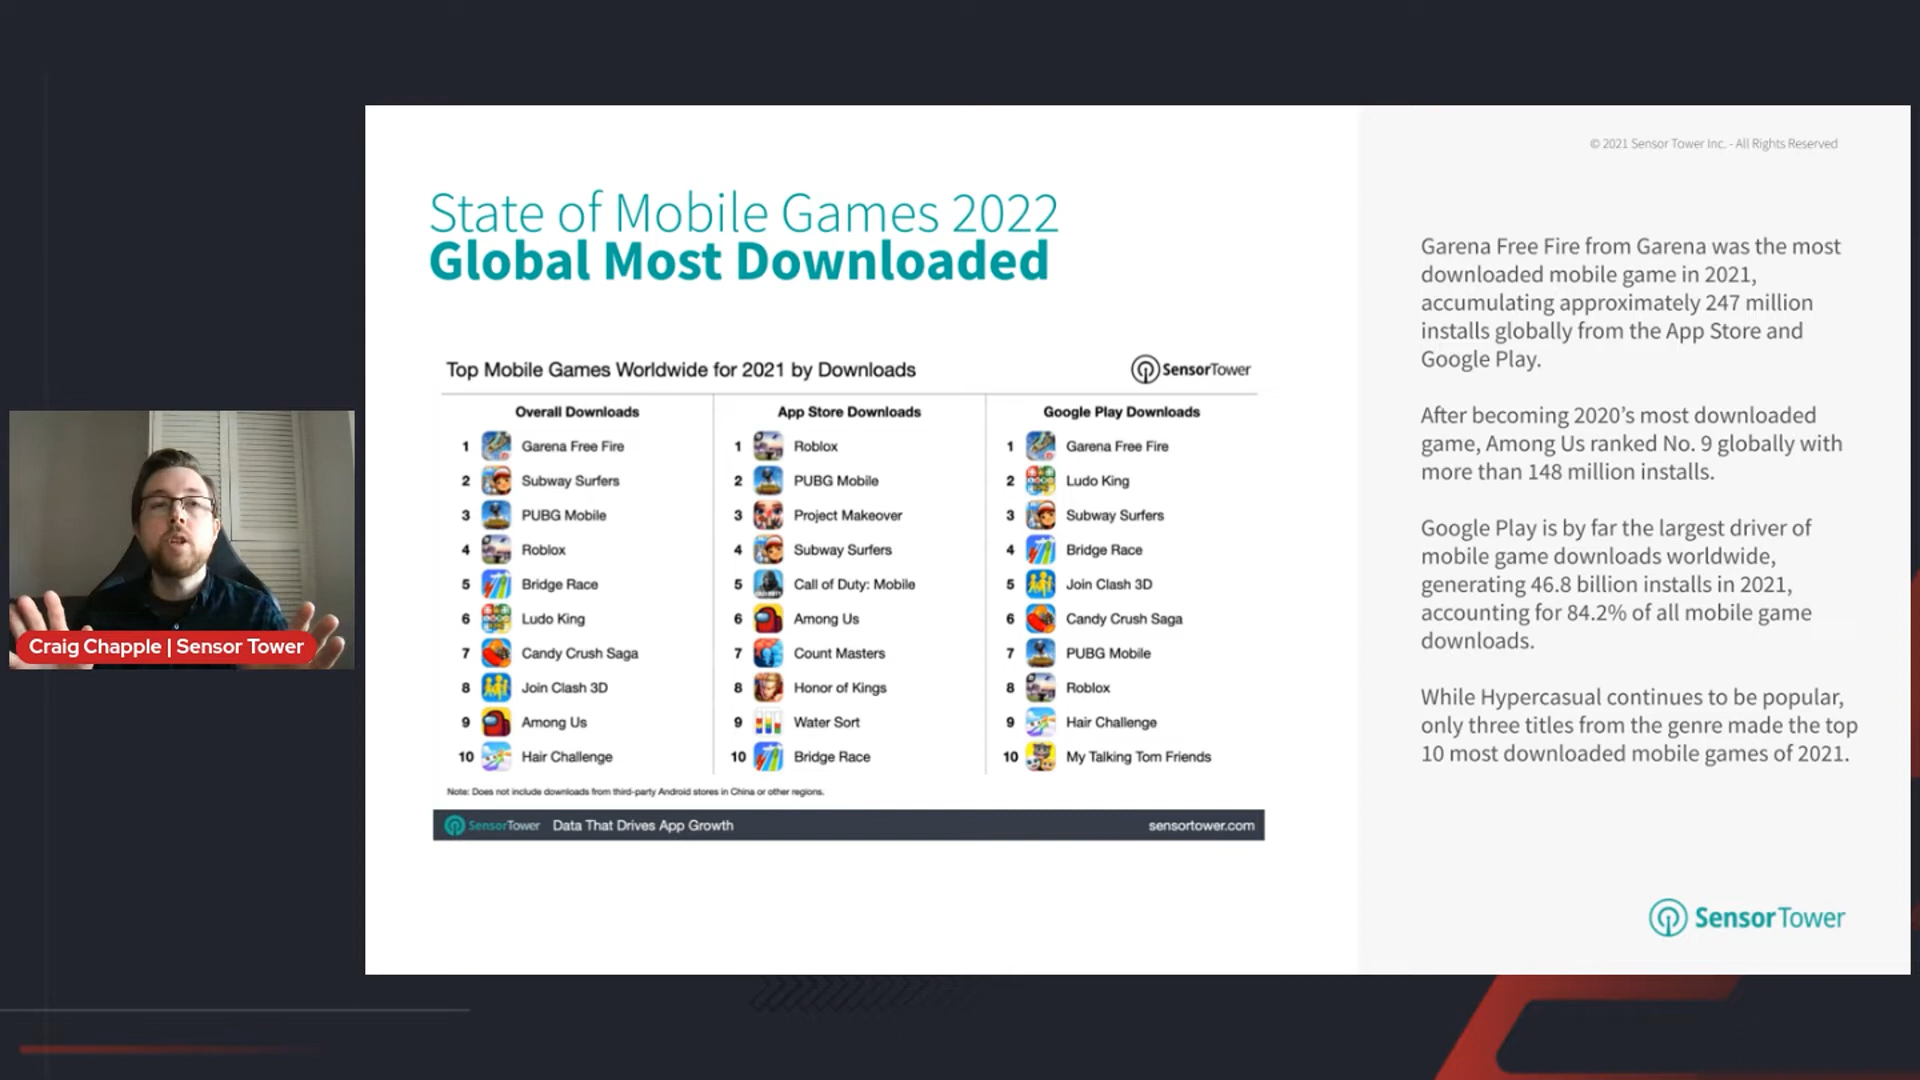 © 2021 Sensor Tower Inc. - All Rights Reserved
State of Mobile Games 2022
Global Most Downloaded
Top Mobile Games Worldwide for 2021 by Downloads
SensorTower
Overall Downloads
1 Garena Free Fire
2 Subway Surfers
3 PUBG Mobile
4 Roblox
5 Bridge Race
6 Ludo King
7 Candy Crush Saga
8 Join Clash 3D
9 Among Us
10 Hair Challenge
App Store Downloads
1 Roblox
2 PUBG Mobile
3 Project Makeover
4 Subway Surfers
5 Call of Duty: Mobile
6 Among Us
7 Count Masters
8 Honor of Kings
9 Water Sort
10 Bridge Race
Google Play Downloads
1 Garena Free Fire
2 Ludo King
3 Subway Surfers
4 Bridge Race
5 Join Clash 3D
6 Candy Crush Saga
7 PUBG Mobile
8 Roblox
9 Hair Challenge
10 My Talking Tom Friends
Note: Does not include downloads from third-party Android stores in China or other regions.
SensorTower Data That Drives App Growth
sensortower.com
Garena Free Fire from Garena was the most
downloaded mobile game in 2021,
accumulating approximately 247 million
installs globally from the App Store and
Google Play.
After becoming 2020’s most downloaded
game, Among Us ranked No. 9 globally with
more than 148 million installs.
Google Play is by far the largest driver of
mobile game downloads worldwide,
generating 46.8 billion installs in 2021,
accounting for 84.2% of all mobile game
downloads.
While Hypercasual continues to be popular,
only three titles from the genre made the top
10 most downloaded mobile games of 2021.
SensorTower
Craig Chapple | Sensor Tower